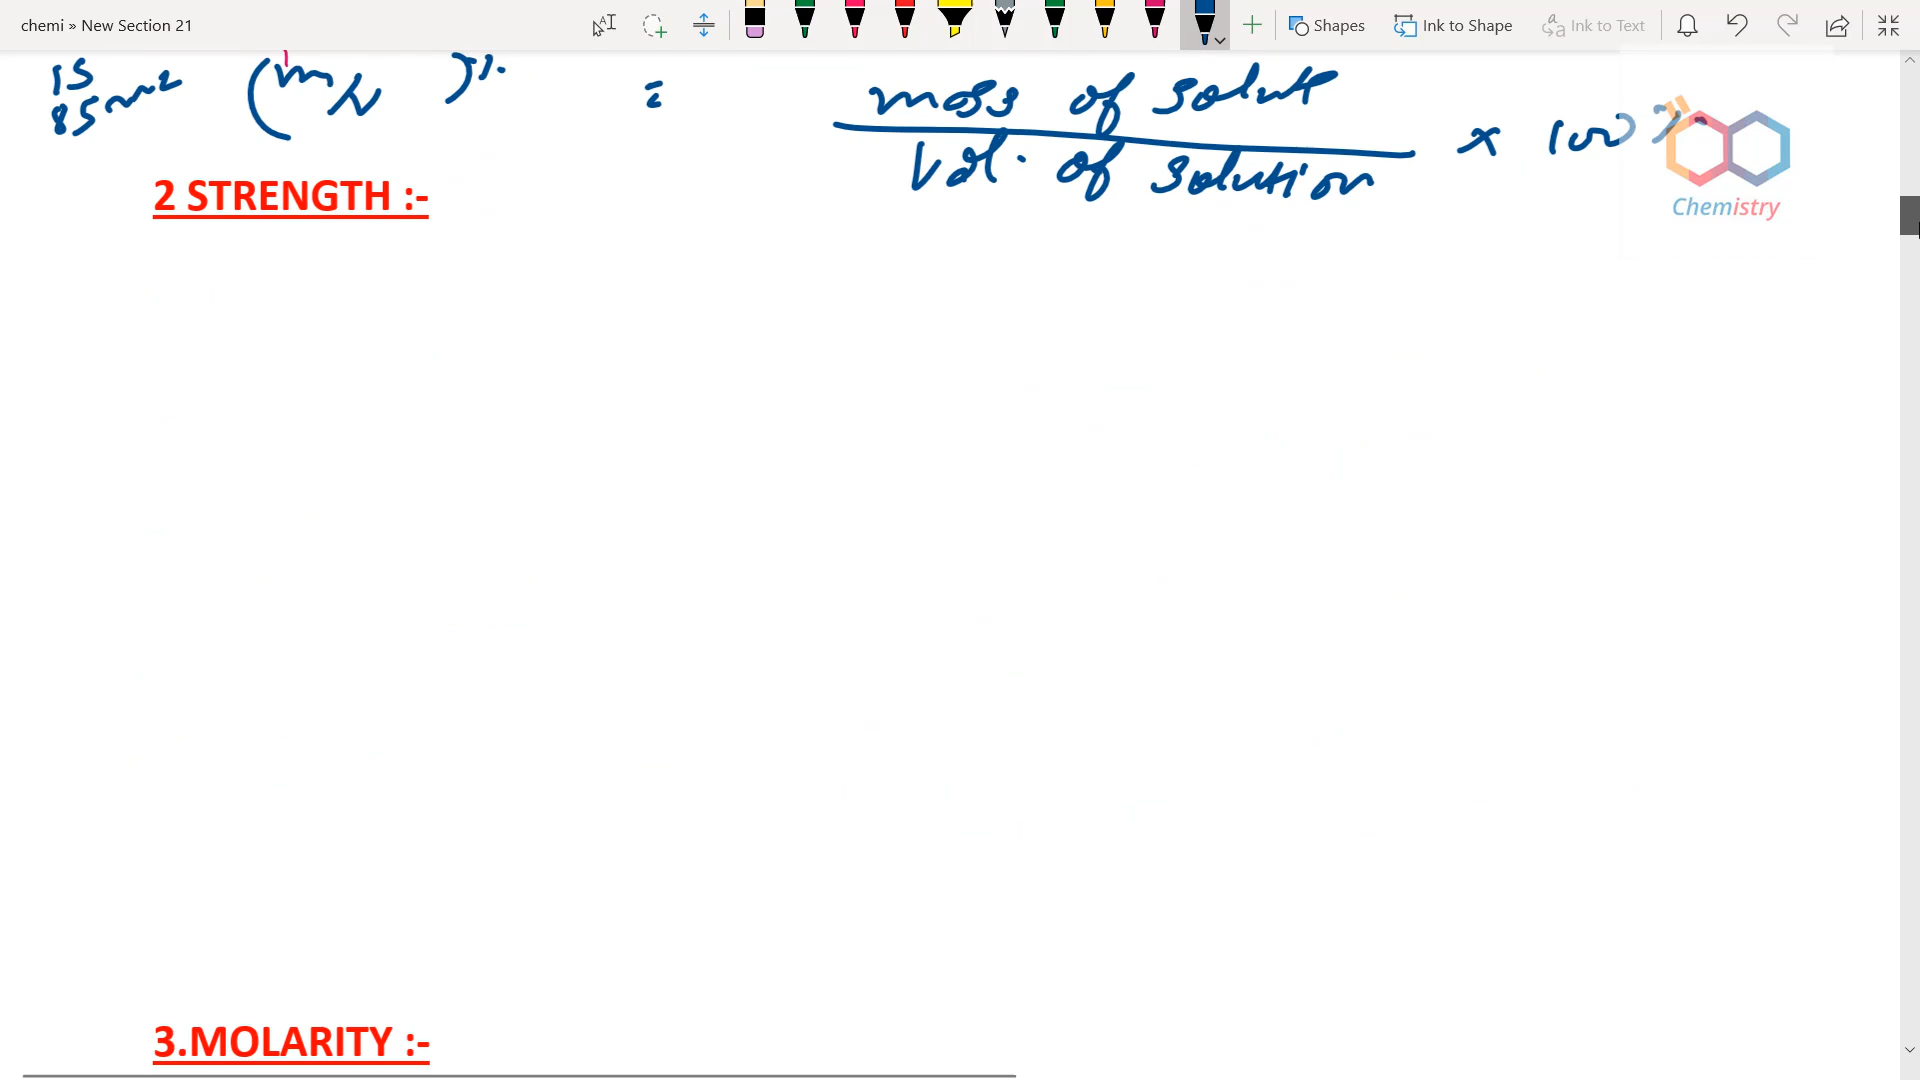 chemi » New Section 21
Shapes
Ink to Shape
Ink to Text
15
85
(m/v)% = mass of solut / Vol. of solution × 100 %
Chemistry
2 STRENGTH :-
3.MOLARITY :-